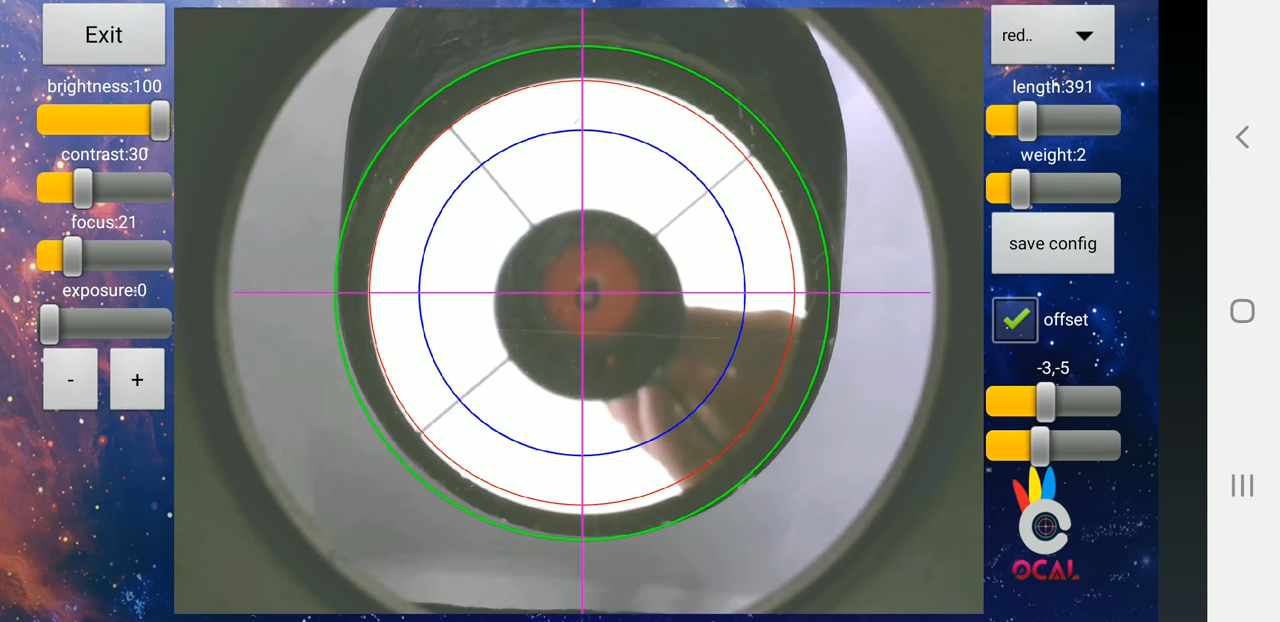 Exit
brightness:100
contrast:30
focus:21
exposure:0
-
+
red..
length:391
weight:2
save config
offset
-3,-5
OCAL